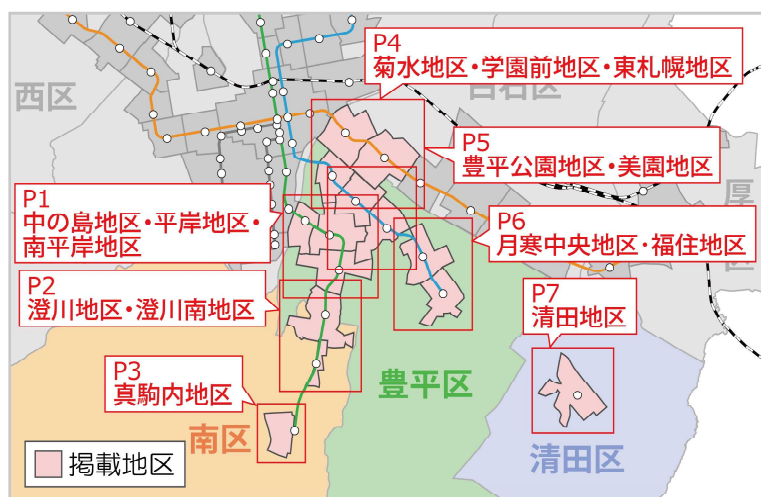 P4
菊水地区・学園前地区・東札幌地区
西区
白石区
P5
豊平公園地区・美園地区
P1
中の島地区・平岸地区・
南平岸地区
P6
月寒中央地区・福住地区
厚
区
P2
澄川地区・澄川南地区
P7
清田地区
P3
真駒内地区
豊平区
南区
清田区
掲載地区